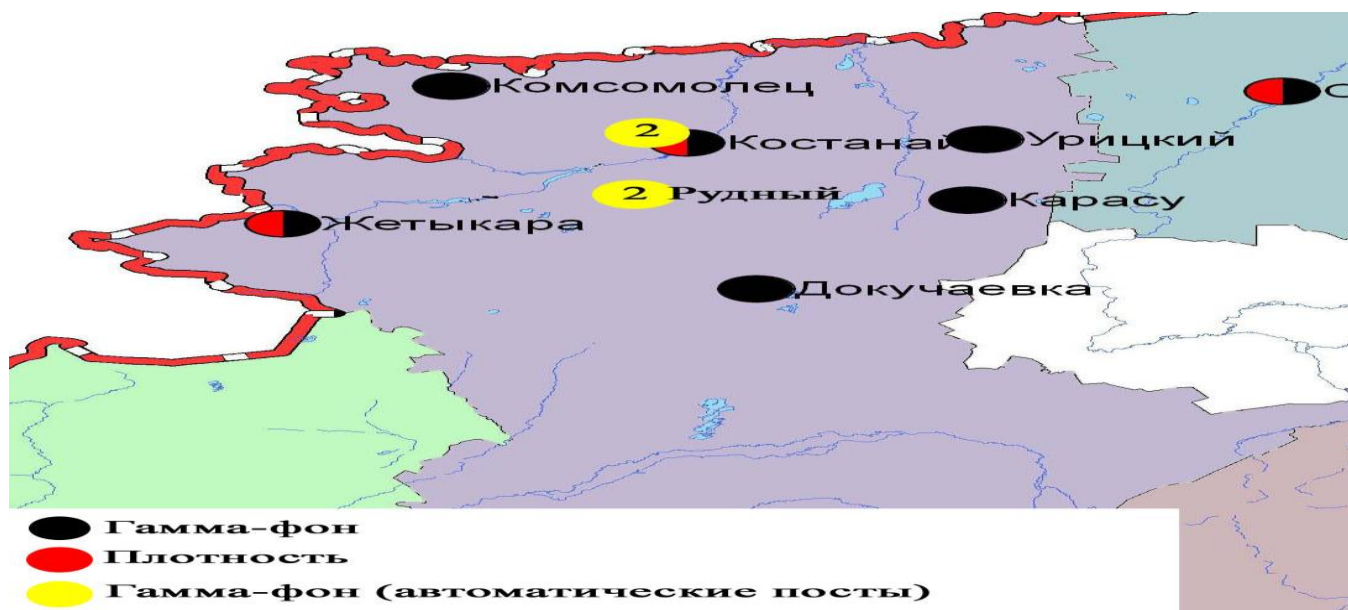 Комсомолец
2
Костанай
Урицкий
2 Рудный
Карасу
Жетыкара
Докучаевка
Гамма-фон
Плотность
Гамма-фон (автоматические посты)